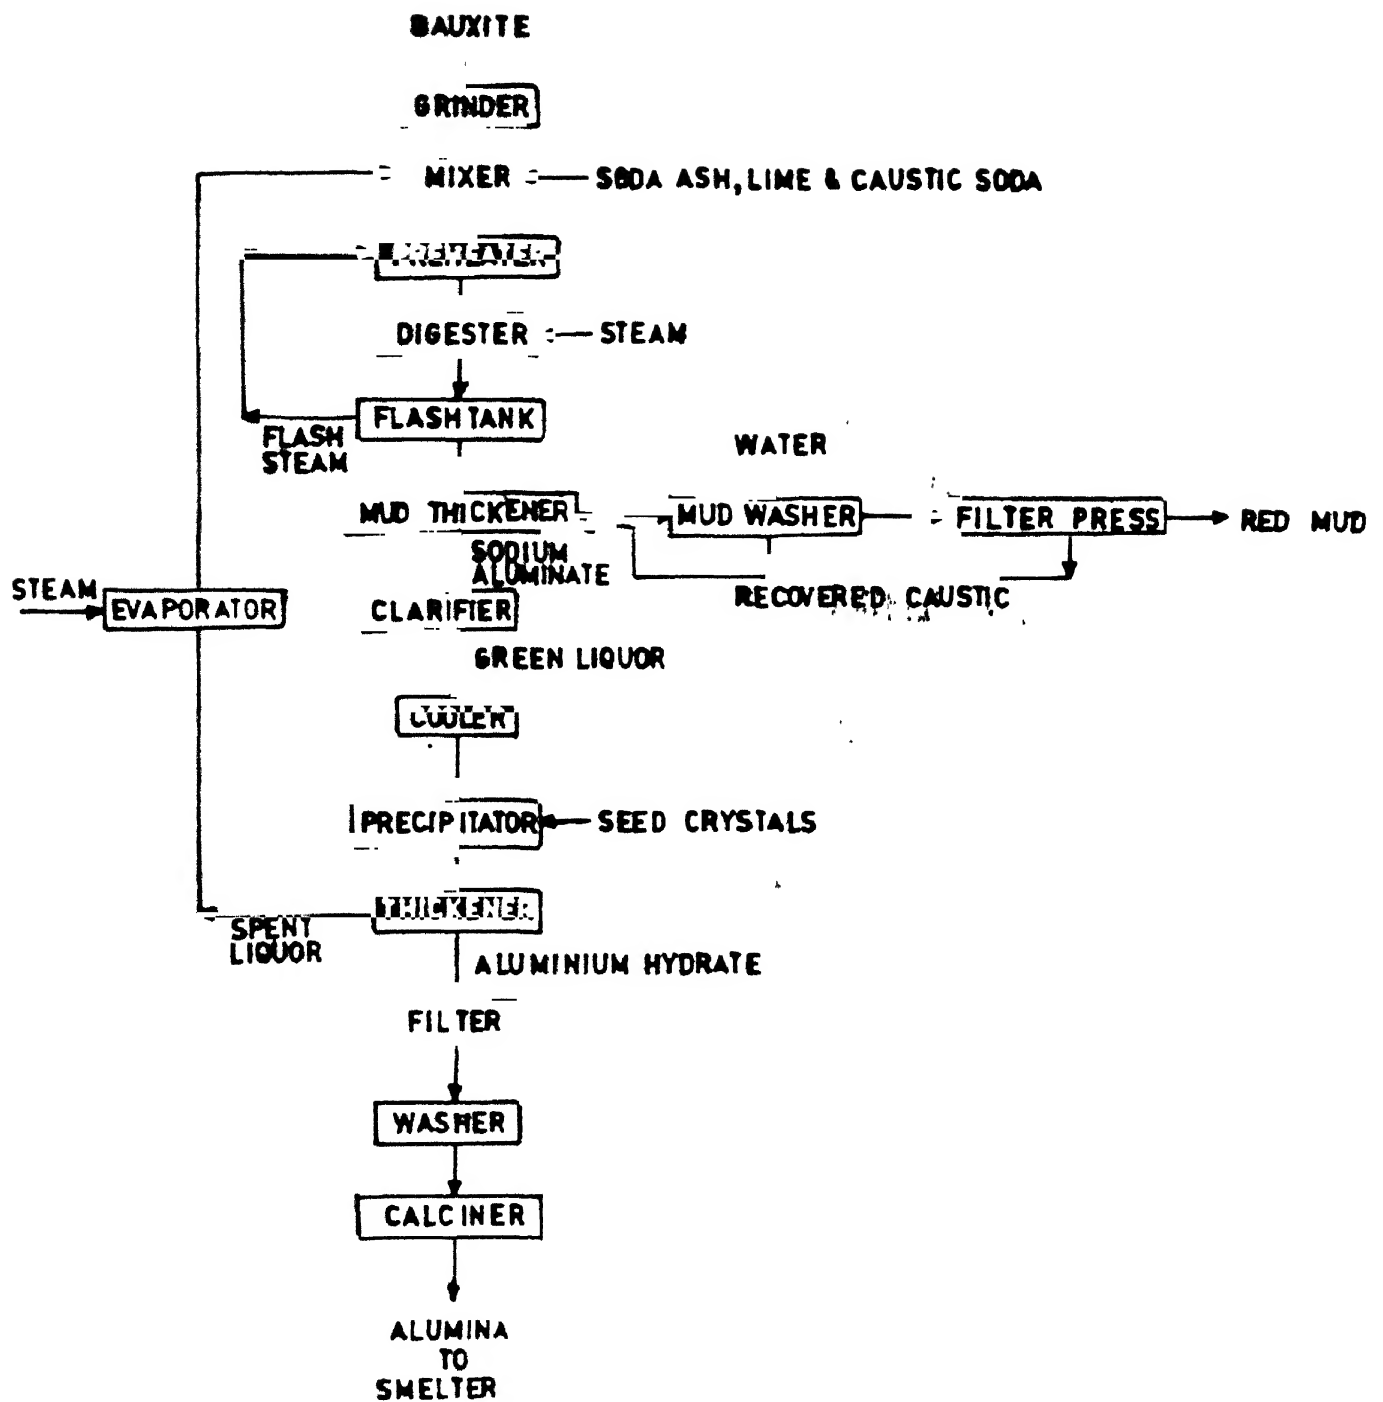 BAUXITE
GRINDER
MIXER
SODA ASH, LIME & CAUSTIC SODA
PREHEATER
DIGESTER
STEAM
FLASH TANK
FLASH
STEAM
WATER
MUD THICKENER
MUD WASHER
FILTER PRESS
RED MUD
SODIUM
ALUMINATE
STEAM
EVAPORATOR
CLARIFIER
RECOVERED CAUSTIC
GREEN LIQUOR
COOLER
PRECIPITATOR
SEED CRYSTALS
THICKENER
SPENT
LIQUOR
ALUMINIUM HYDRATE
FILTER
WASHER
CALCINER
ALUMINA
TO
SMELTER